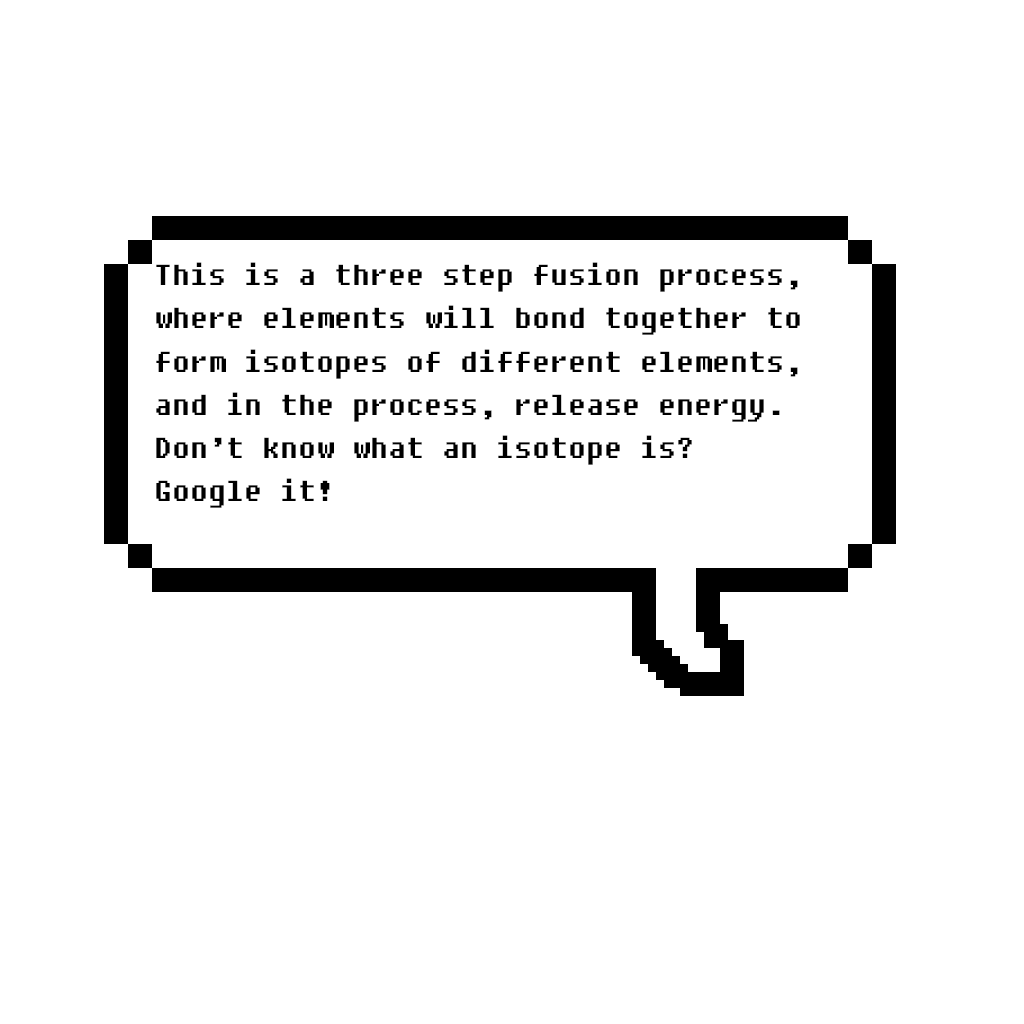 This is a three step fusion process,
where elements will bond together to
form isotopes of different elements,
and in the process, release energy.
Don't know what an isotope is?
Google it!